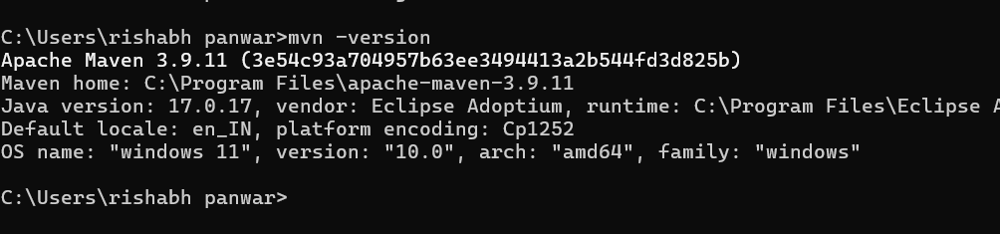 C:\Users\rishabh panwar>mvn -version
Apache Maven 3.9.11 (3e54c93a704957b63ee3494413a2b544fd3d825b)
Maven home: C:\Program Files\apache-maven-3.9.11
Java version: 17.0.17, vendor: Eclipse Adoptium, runtime: C:\Program Files\Eclipse A
Default locale: en_IN, platform encoding: Cp1252
OS name: "windows 11", version: "10.0", arch: "amd64", family: "windows"
C:\Users\rishabh panwar>